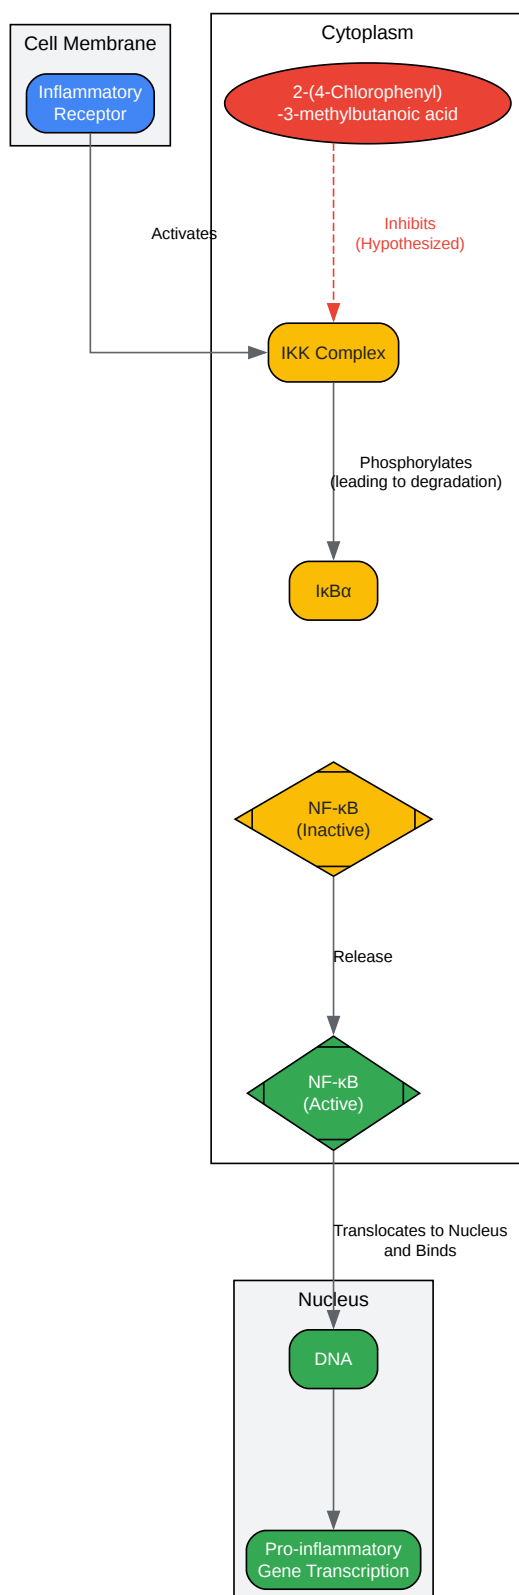 Cell Membrane
Inflammatory
Receptor
Cytoplasm
2-(4-Chlorophenyl)
-3-methylbutanoic acid
Activates
Inhibits
(Hypothesized)
IKK Complex
Phosphorylates
(leading to degradation)
IκBα
NF-κB
(Inactive)
Release
NF-κB
(Active)
Translocates to Nucleus
and Binds
Nucleus
DNA
Pro-inflammatory
Gene Transcription